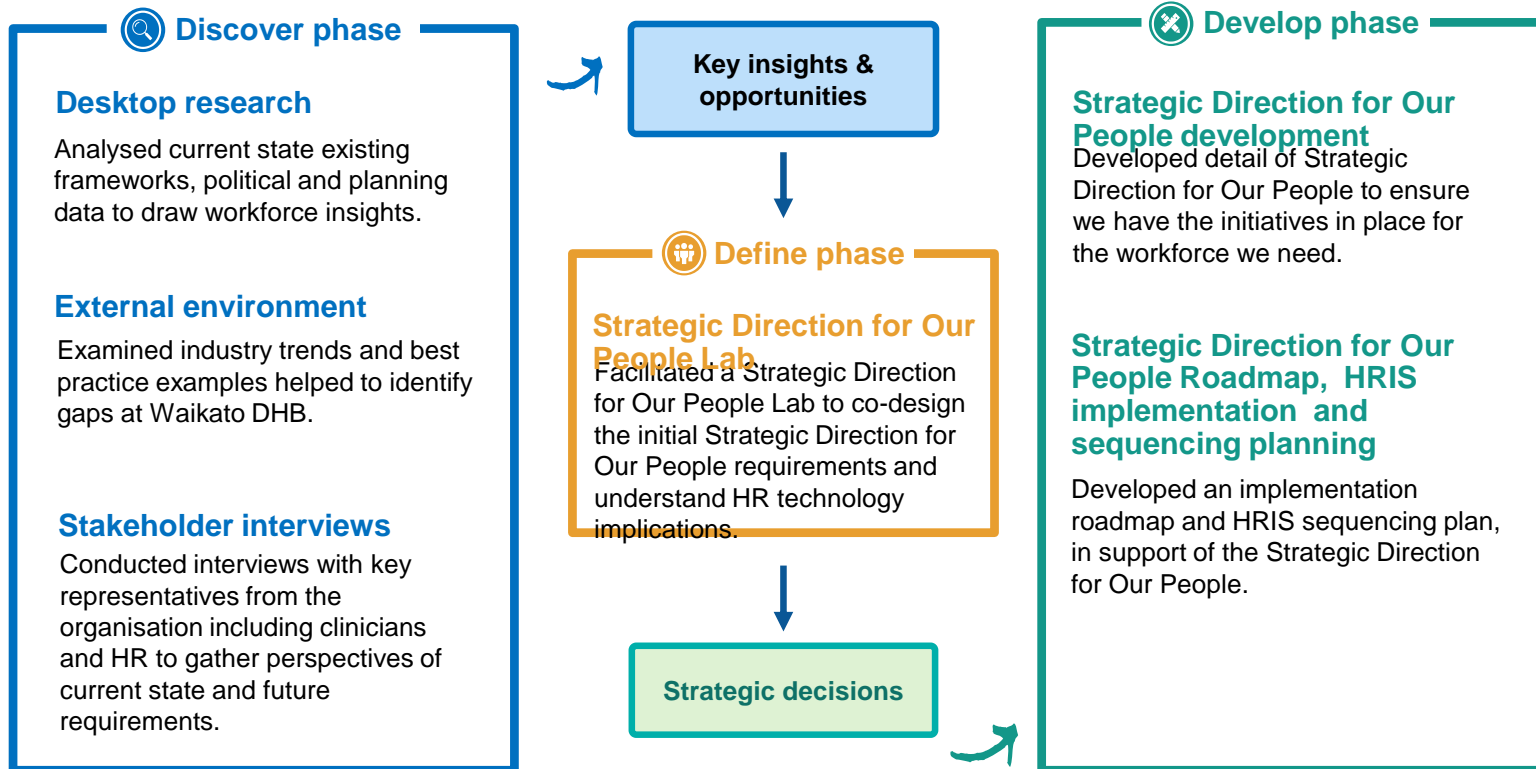 Discover phase
Desktop research
Analysed current state existing
frameworks, political and planning
data to draw workforce insights.
External environment
Examined industry trends and best
practice examples helped to identify
gaps at Waikato DHB.
Stakeholder interviews
Conducted interviews with key
representatives from the
organisation including clinicians
and HR to gather perspectives of
current state and future
requirements.
Key insights &
opportunities
Define phase
Strategic Direction for Our
People Lab
Facilitated a Strategic Direction
for Our People Lab to co-design
the initial Strategic Direction for
Our People requirements and
understand HR technology
implications.
Strategic decisions
Develop phase
Strategic Direction for Our
People development
Developed detail of Strategic
Direction for Our People to ensure
we have the initiatives in place for
the workforce we need.
Strategic Direction for Our
People Roadmap, HRIS
implementation and
sequencing planning
Developed an implementation
roadmap and HRIS sequencing plan,
in support of the Strategic Direction
for Our People.